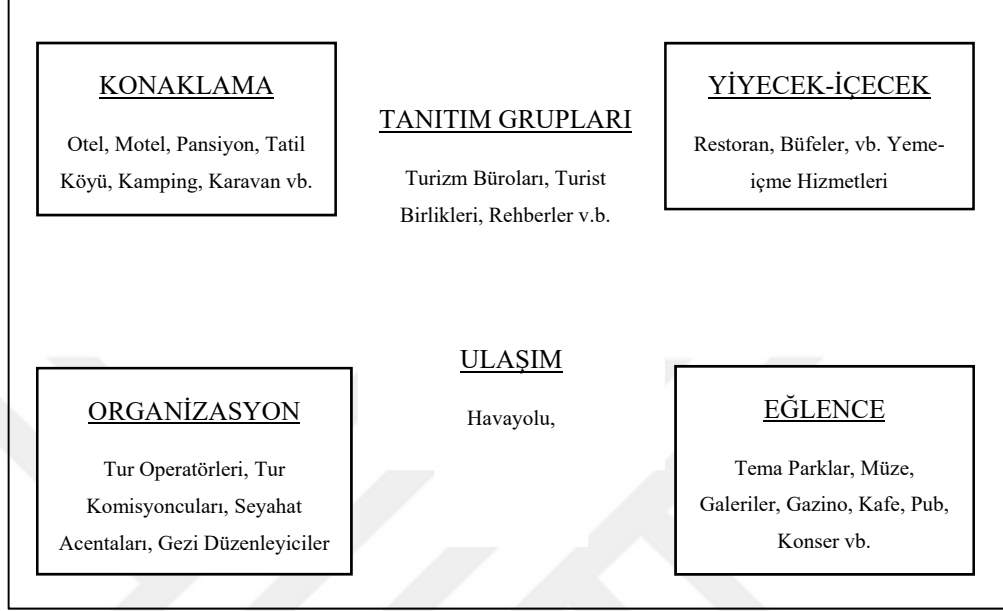 KONAKLAMA
Otel, Motel, Pansiyon, Tatil
Köyü, Kamping, Karavan vb.
TANITIM GRUPLARI
Turizm Büroları, Turist
Birlikleri, Rehberler v.b.
YİYECEK-İÇECEK
Restoran, Büfeler, vb. Yeme-
içme Hizmetleri
ORGANİZASYON
Tur Operatörleri, Tur
Komisyoncuları, Seyahat
Acentaları, Gezi Düzenleyiciler
ULAŞIM
Havayolu,
EĞLENCE
Tema Parklar, Müze,
Galeriler, Gazino, Kafe, Pub,
Konser vb.